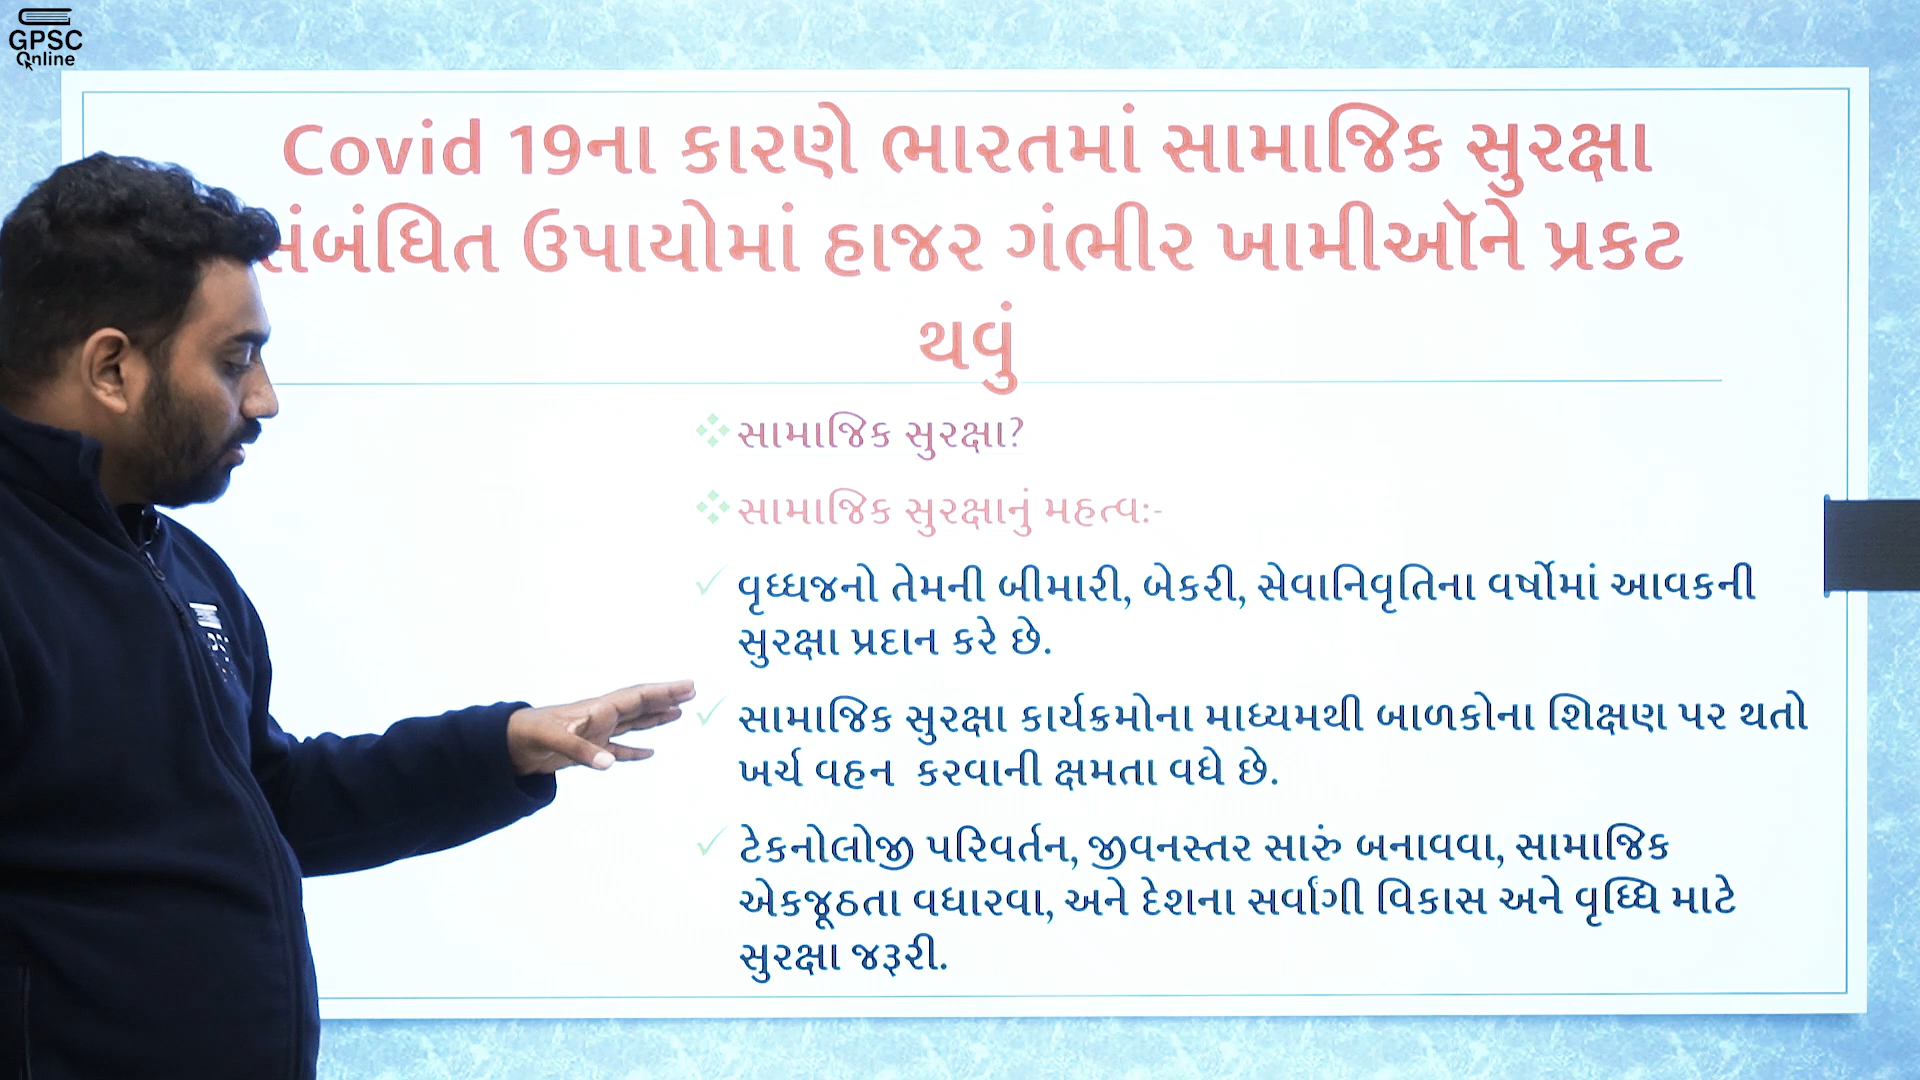 GPSC
Online
Covid 19ના કારણે ભારતમાં સામાજિક સુરક્ષા
સંબંધિત ઉપાયોમાં હાજર ગંભીર ખામીઓને પ્રકટ
થવું
સામાજિક સુરક્ષા?
સામાજિક સુરક્ષાનું મહત્વ:-
વૃધ્ધજનો તેમની બીમારી, બેકરી, સેવાનિવૃતિના વર્ષોમાં આવકની
સુરક્ષા પ્રદાન કરે છે.
સામાજિક સુરક્ષા કાર્યક્રમોના માધ્યમથી બાળકોના શિક્ષણ પર થતો
ખર્ચ વહન કરવાની ક્ષમતા વધે છે.
ટેકનોલોજી પરિવર્તન, જીવનસ્તર સારું બનાવવા, સામાજિક
એકજૂઠતા વધારવા, અને દેશના સર્વાંગી વિકાસ અને વૃધ્ધિ માટે
સુરક્ષા જરૂરી.